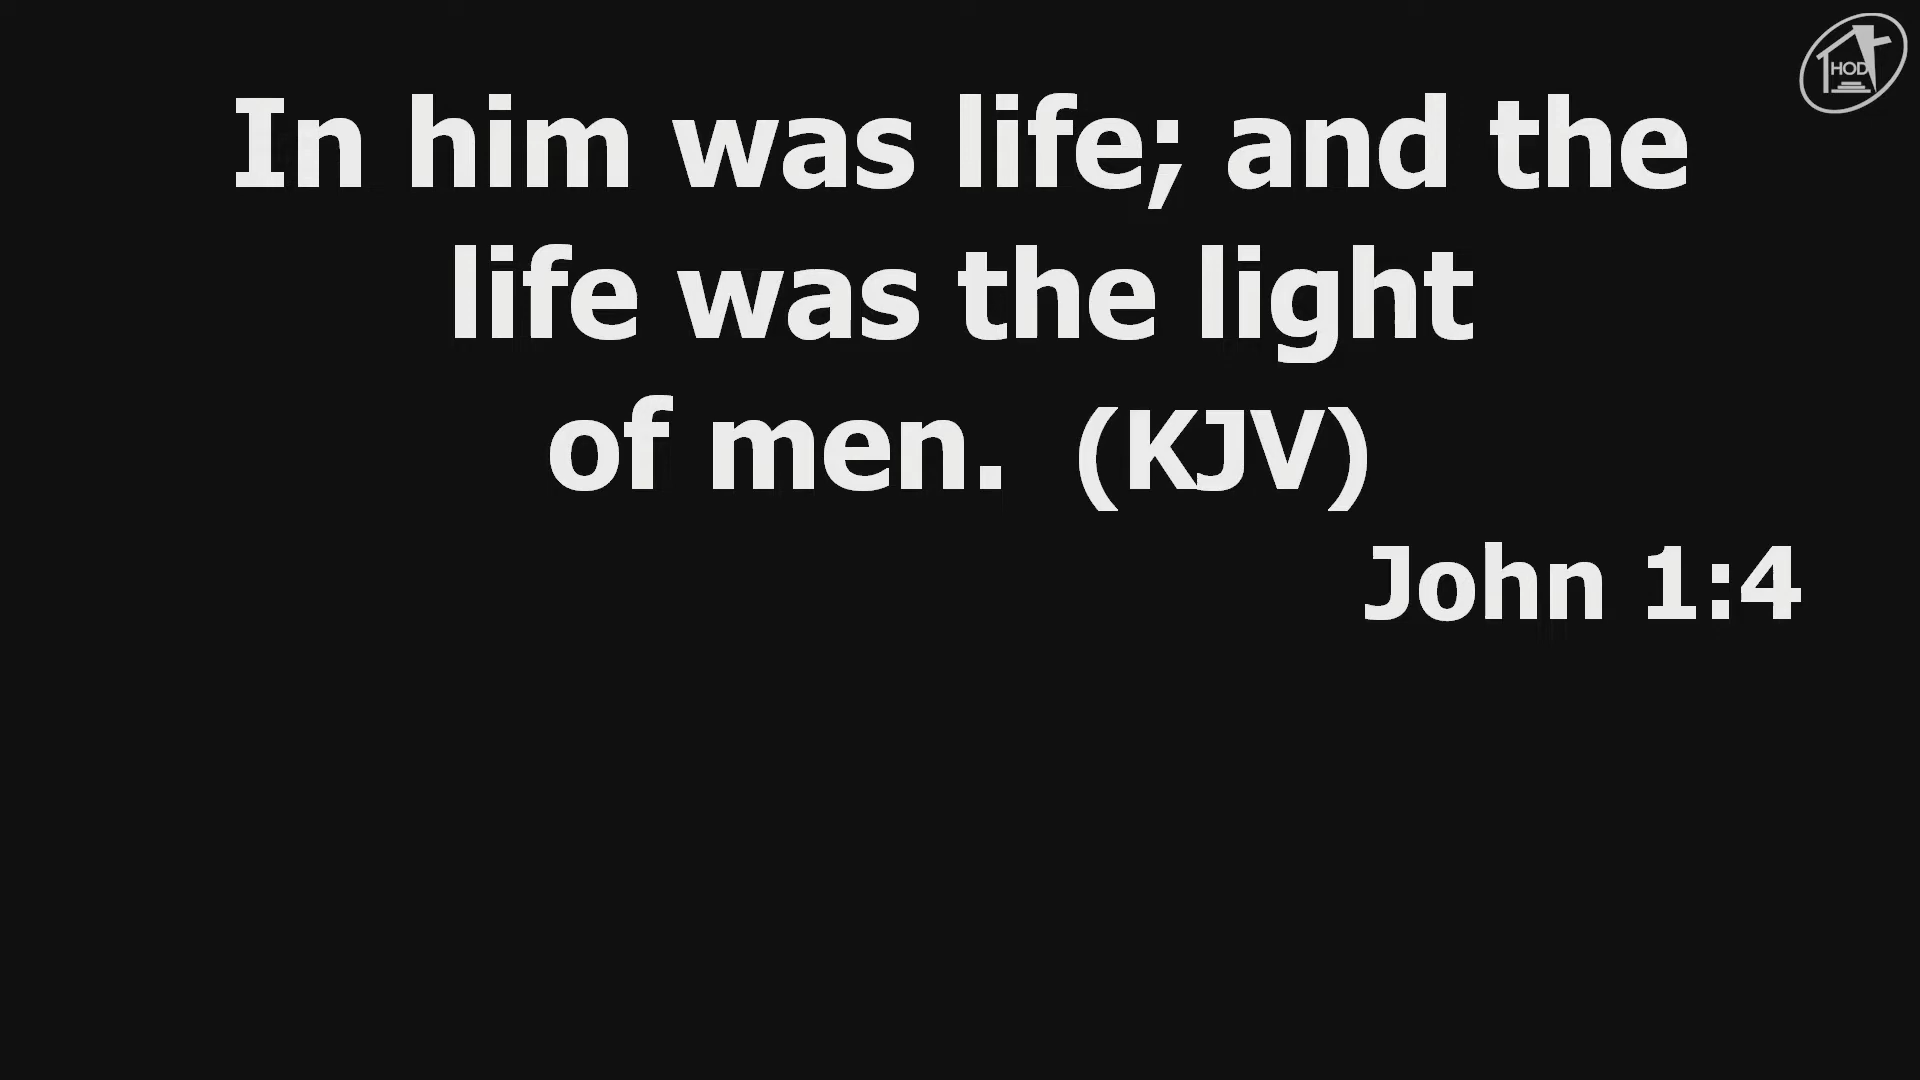 HOD
In him was life; and the
life was the light
of men.  (KJV)
John 1:4